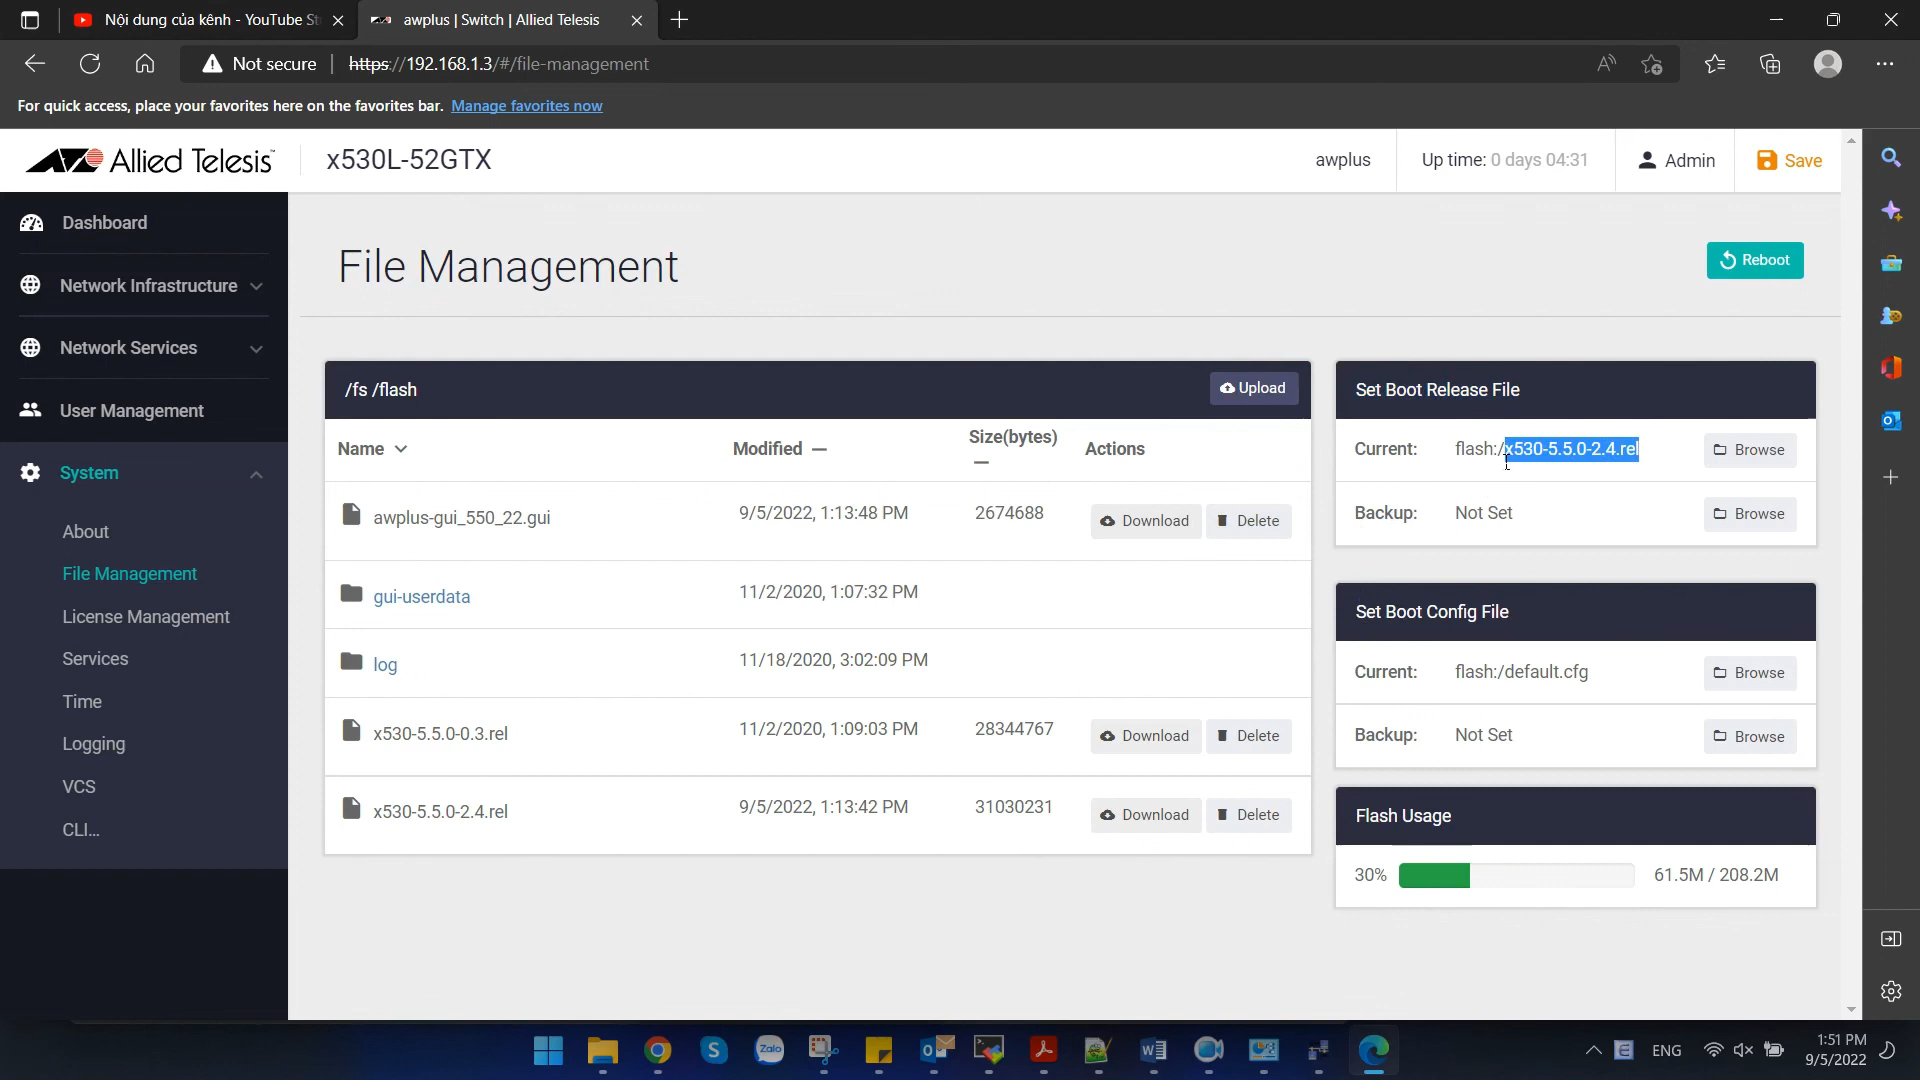 Nội dung của kênh - YouTube St
awplus | Switch | Allied Telesis
Not secure
https://192.168.1.3/#/file-management
For quick access, place your favorites here on the favorites bar. Manage favorites now
Allied Telesis
x530L-52GTX
awplus
Up time: 0 days 04:31
Admin
Save
Dashboard
Network Infrastructure
Network Services
User Management
System
About
File Management
License Management
Services
Time
Logging
VCS
CLI...
File Management
Reboot
/fs /flash
Upload
Name
Modified
Size(bytes)
Actions
awplus-gui_550_22.gui
9/5/2022, 1:13:48 PM
2674688
Download
Delete
gui-userdata
11/2/2020, 1:07:32 PM
log
11/18/2020, 3:02:09 PM
x530-5.5.0-0.3.rel
11/2/2020, 1:09:03 PM
28344767
Download
Delete
x530-5.5.0-2.4.rel
9/5/2022, 1:13:42 PM
31030231
Download
Delete
Set Boot Release File
Current: flash:/x530-5.5.0-2.4.rel
Browse
Backup: Not Set
Browse
Set Boot Config File
Current: flash:/default.cfg
Browse
Backup: Not Set
Browse
Flash Usage
30%
61.5M / 208.2M
Zalo
ENG
1:51 PM
9/5/2022